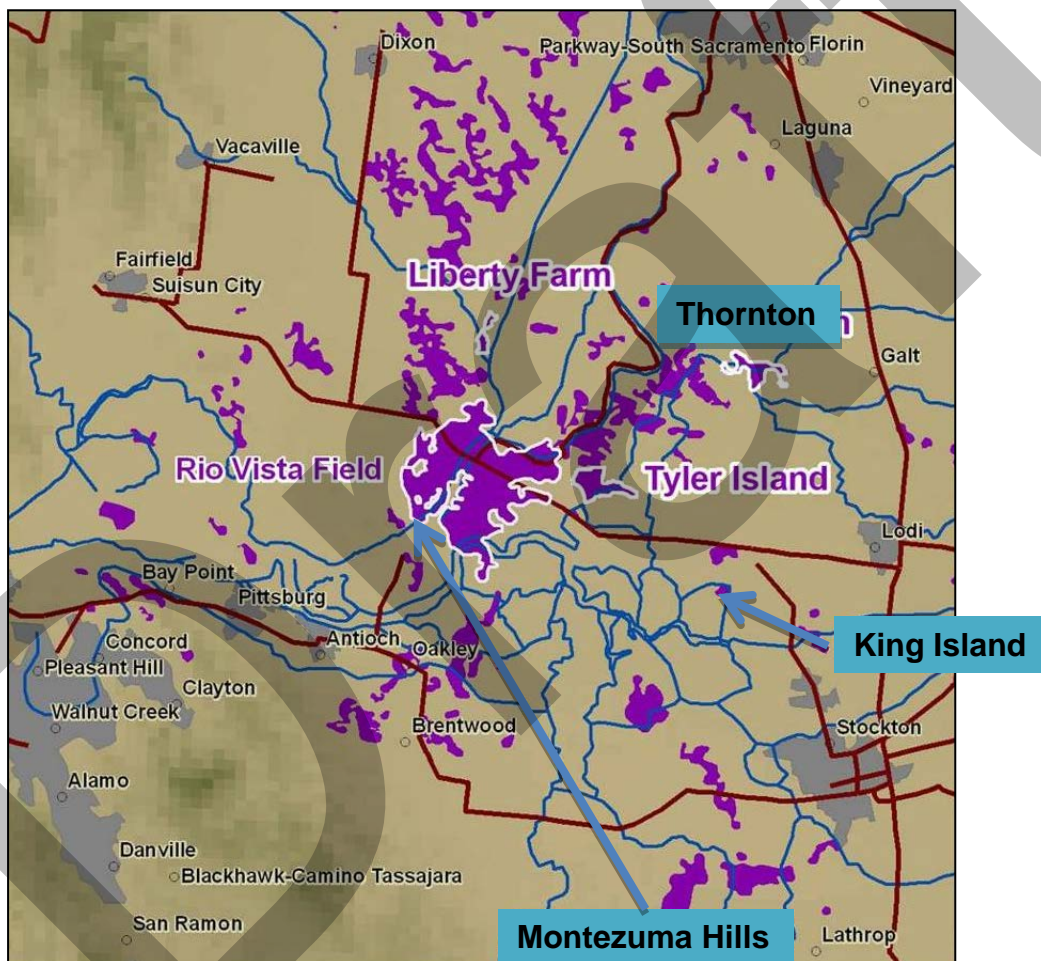 Dixon
Parkway-South Sacramento
Florin
Vineyard
Laguna
Vacaville
Fairfield
Suisun City
Liberty Farm
Thornton
n
Galt
Rio Vista Field
Tyler Island
Lodi
Bay Point
Pittsburg
Antioch
Oakley
Concord
Pleasant Hill
Clayton
King Island
Walnut Creek
Brentwood
Stockton
Alamo
Danville
Blackhawk-Camino Tassajara
San Ramon
Montezuma Hills
Lathrop